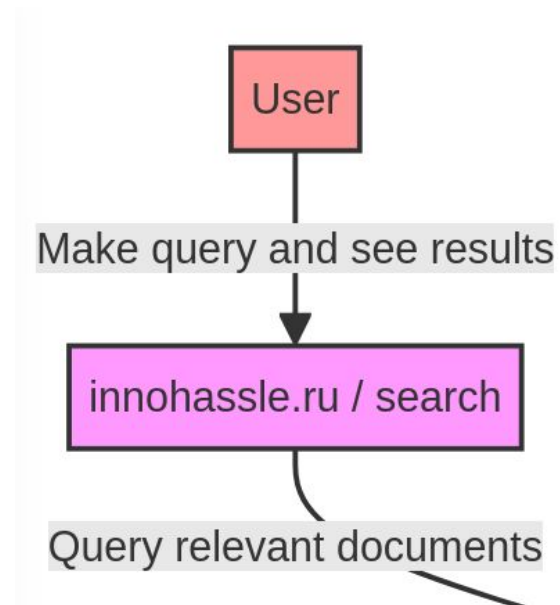 User
Make query and see results
innohassle.ru / search
Query relevant documents